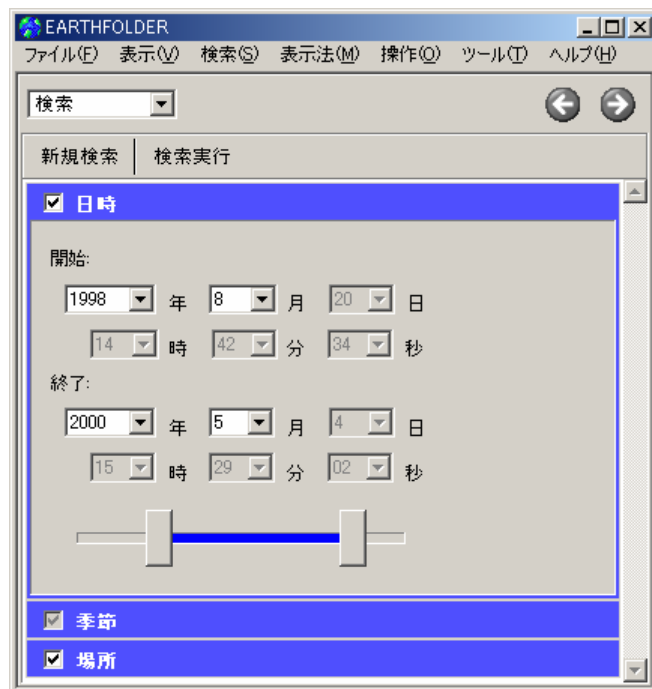 EARTHFOLDER
ファイル(F) 表示(V) 検索(S) 表示法(M) 操作(O) ツール(T) ヘルプ(H)
検索
新規検索 検索実行
日時
開始:
1998 年 8 月 20 日
14 時 42 分 34 秒
終了:
2000 年 5 月 4 日
15 時 29 分 02 秒
季節
場所